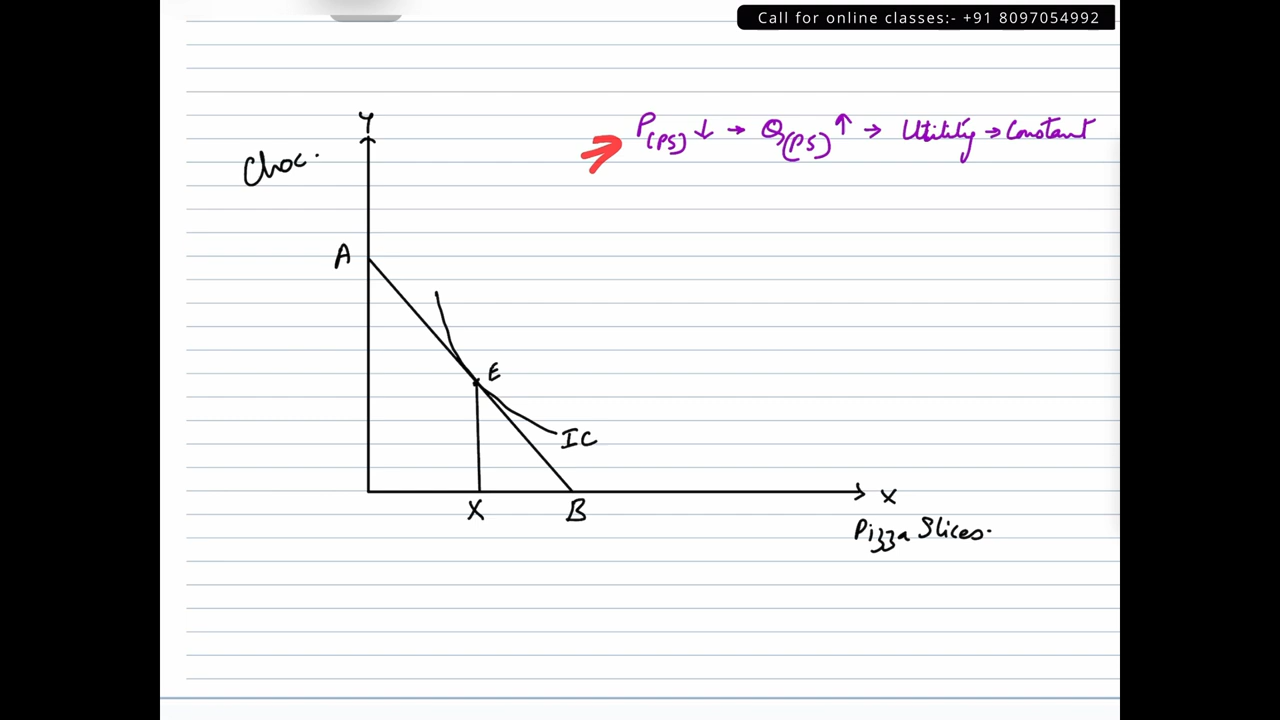 Call for online classes:- +91 8097054992
Y
P(PS) ↓ → Q(PS) ↑ → Utility → Constant
Choc.
A
E
IC
X B
X
Pizza Slices.